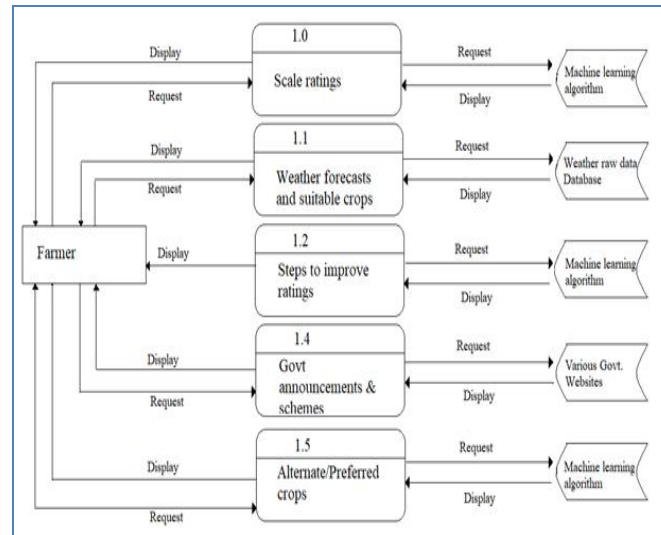 1.0
Scale ratings
Display
Request
Request
Display
Machine learning
algorithm
1.1
Weather forecasts
and suitable crops
Display
Request
Request
Display
Weather raw data
Database
Farmer
1.2
Steps to improve
ratings
Display
Request
Display
Machine learning
algorithm
1.4
Govt
announcements &
schemes
Display
Request
Request
Display
Various Govt.
Websites
1.5
Alternate/Preferred
crops
Display
Request
Request
Display
Machine learning
algorithm